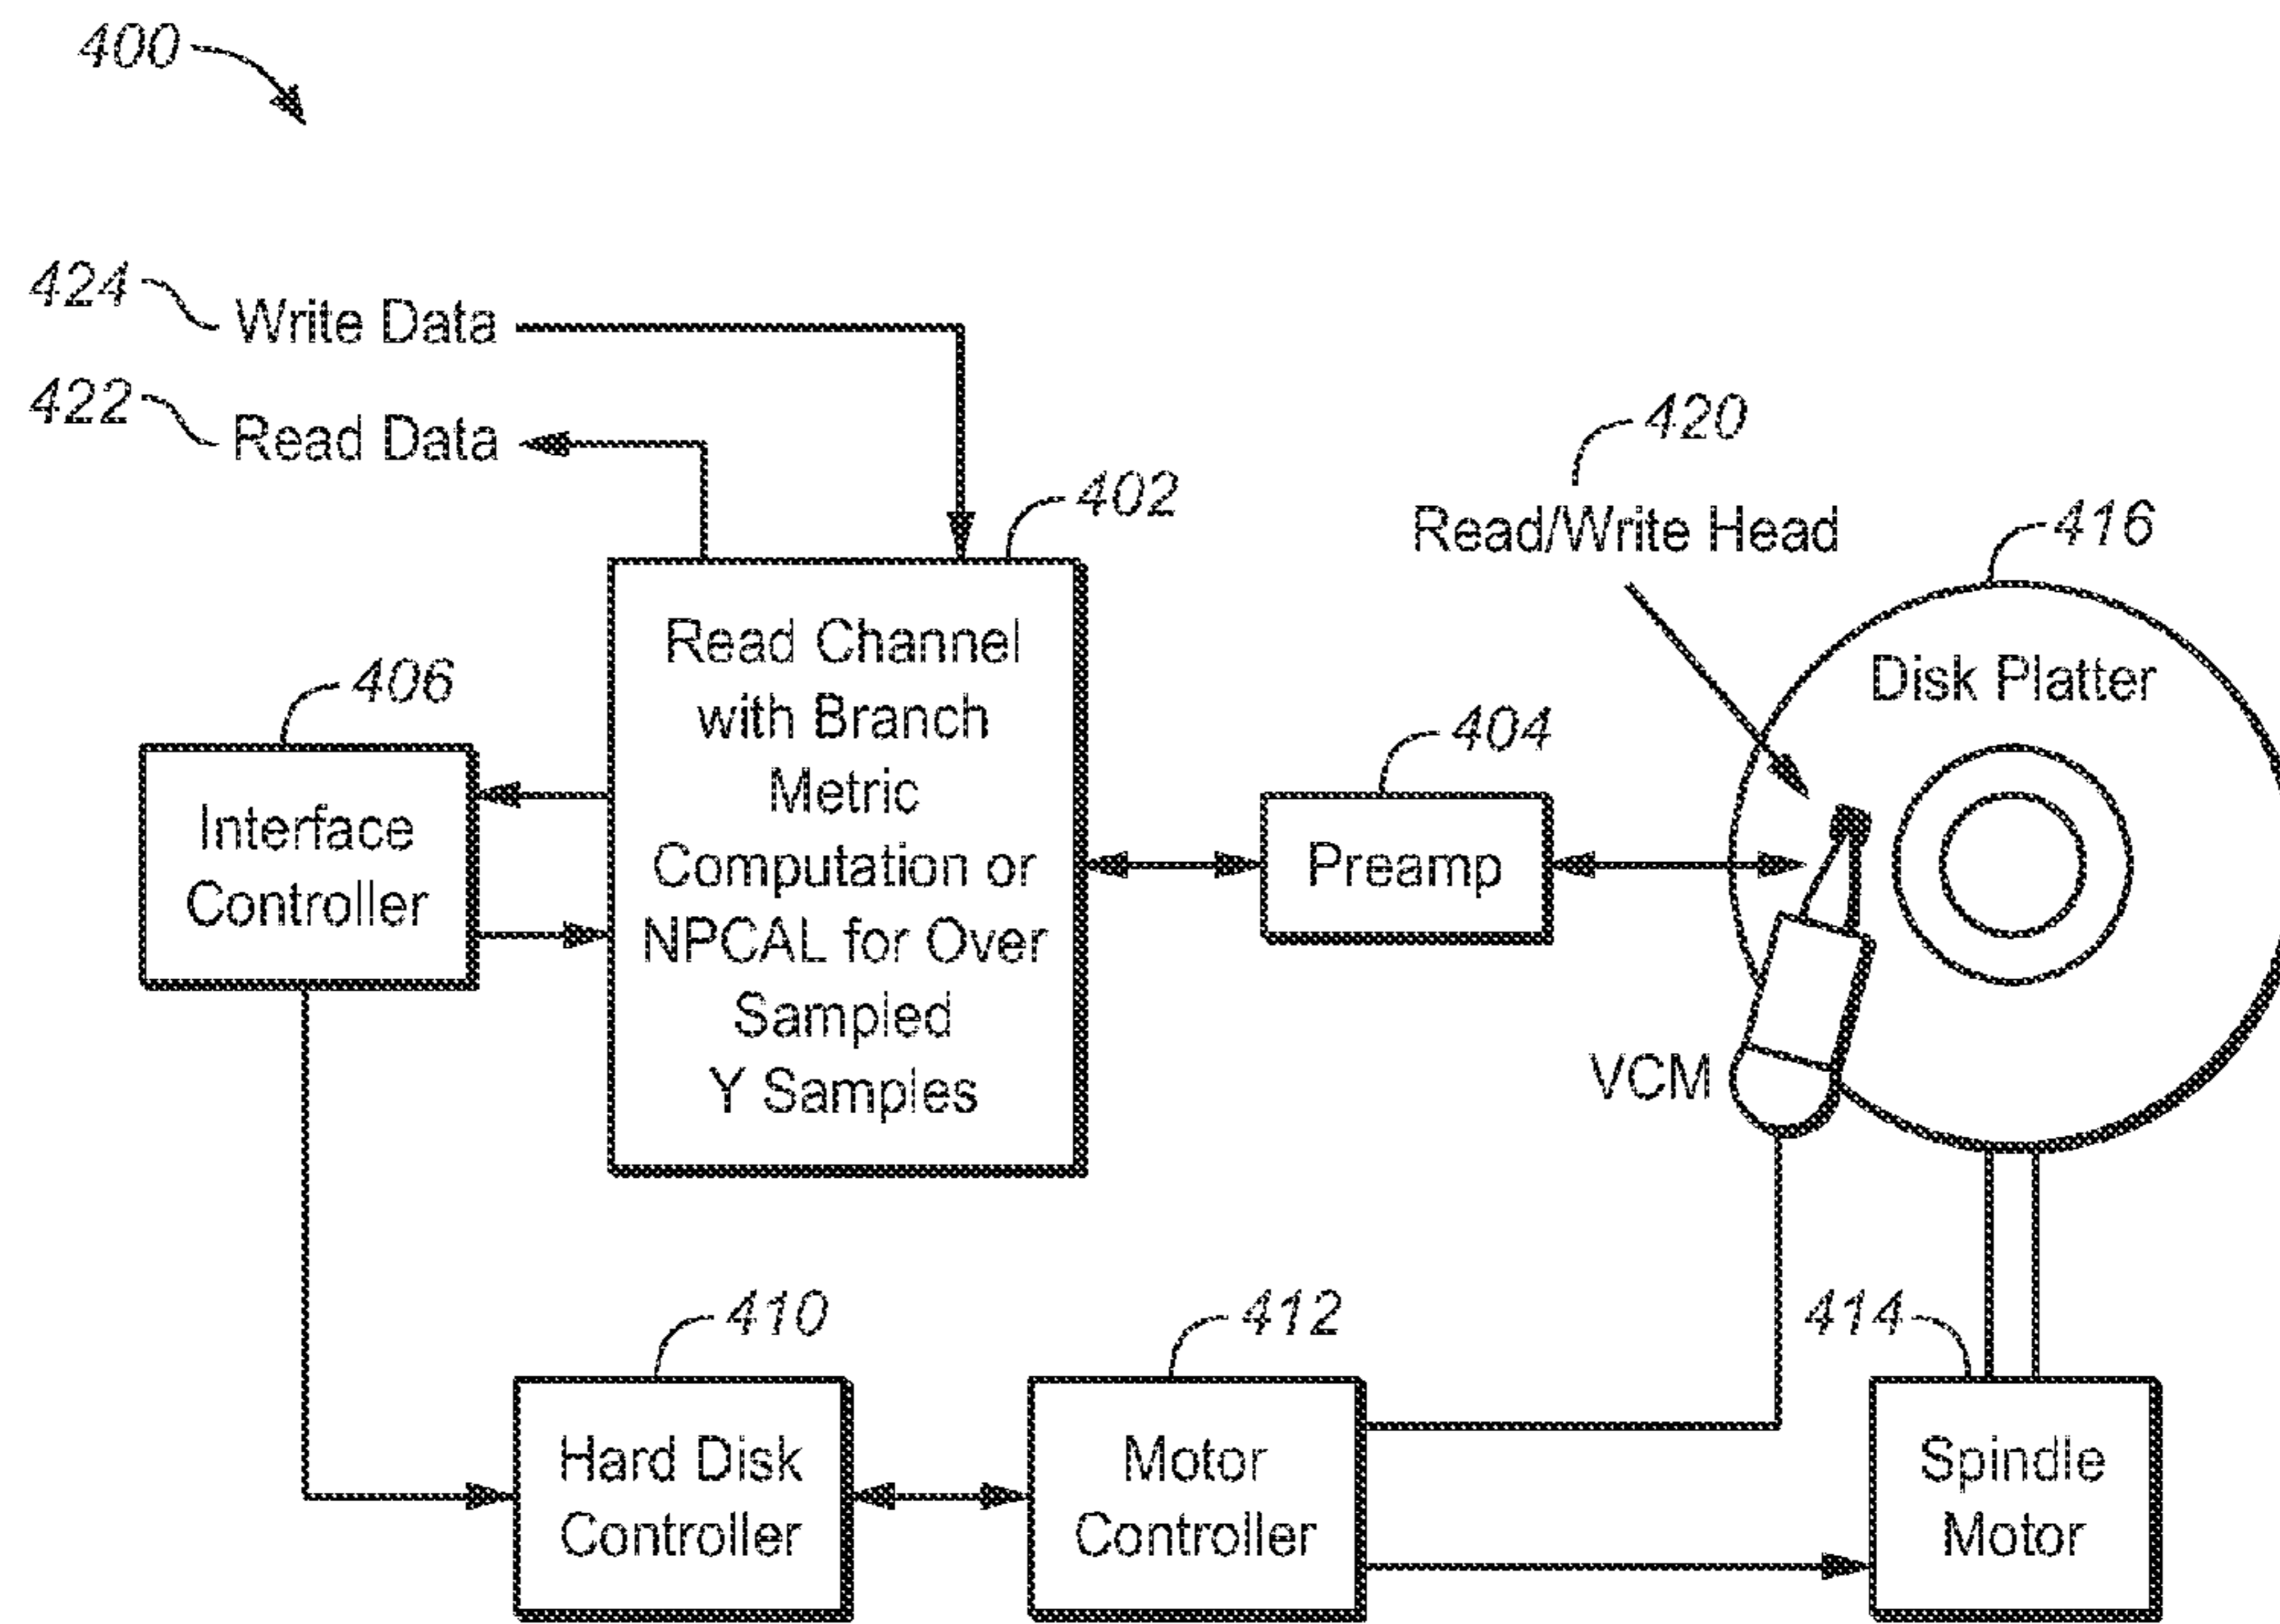 400
424
Write Data
422
Read Data
402
420
Read/Write Head
416
406
Read Channel
with Branch
Metric
Computation or
NPCAL for Over
Sampled
Y Samples
Disk Platter
404
Interface
Controller
Preamp
VCM
410
412
414
Hard Disk
Controller
Motor
Controller
Spindle
Motor